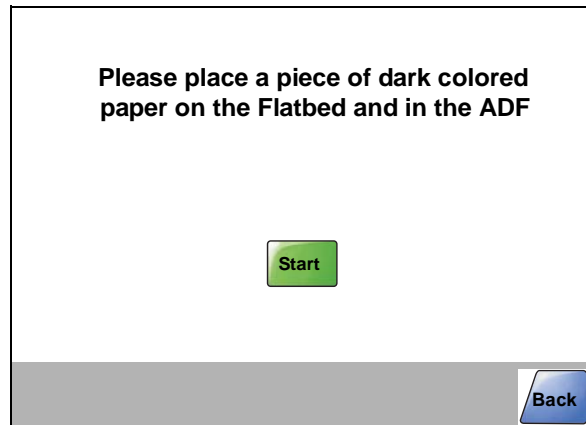 Please place a piece of dark colored
paper on the Flatbed and in the ADF
Start
Back